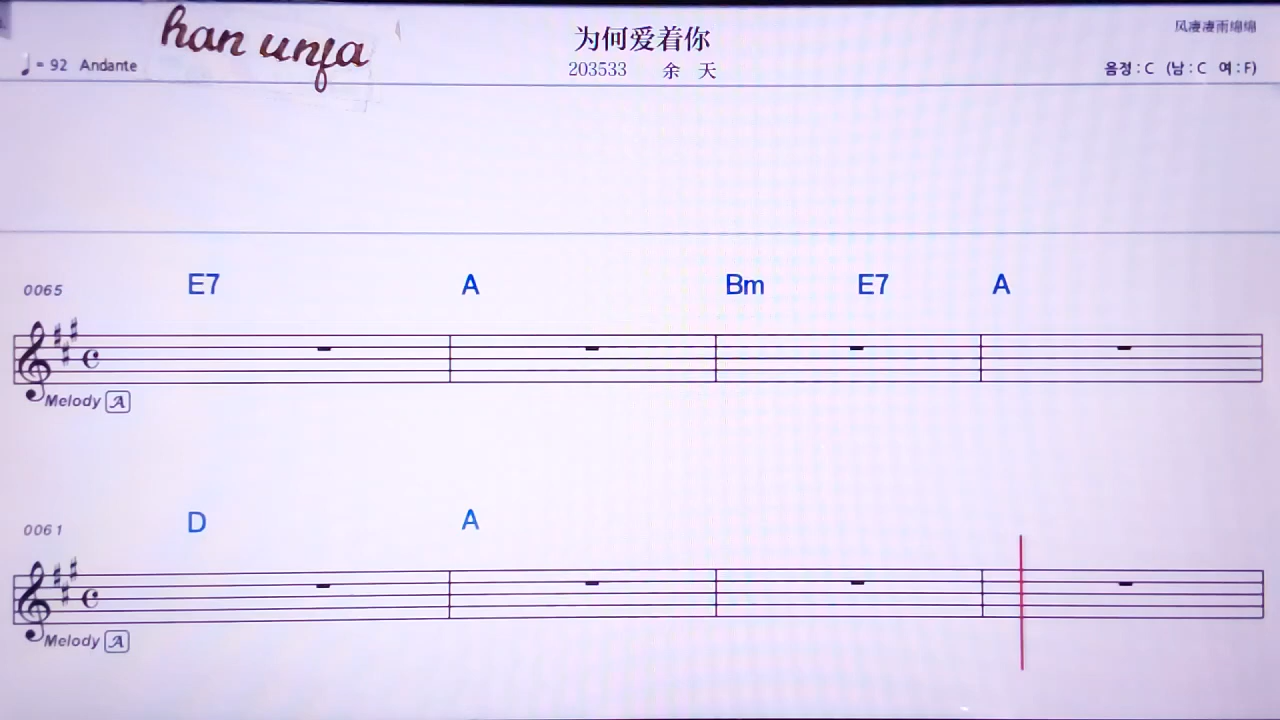 han unfa
为何爱着你
风凄凄雨绵绵
♩= 92 Andante
203533 余 天
음정 : C (남 : C 여 : F)
0065 E7 A Bm E7 A
Melody A
0061 D A
Melody A